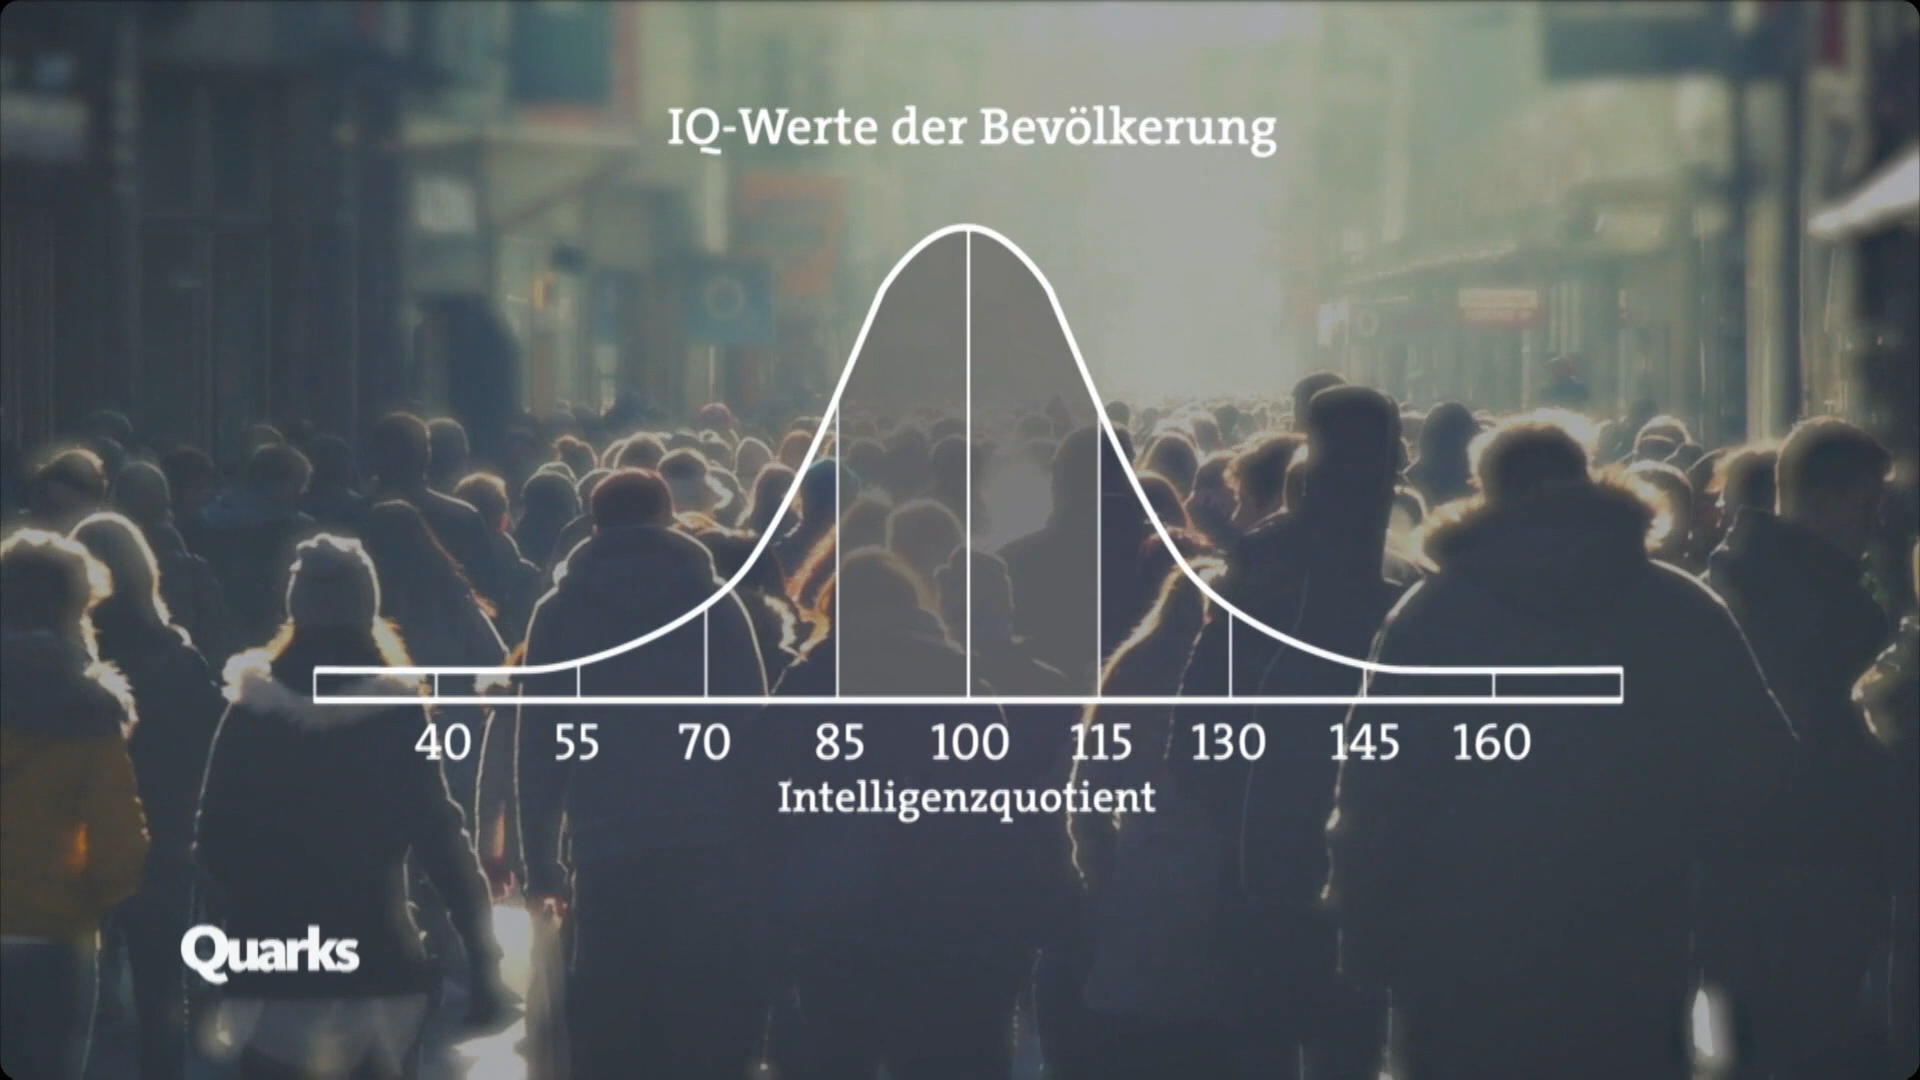 IQ-Werte der Bevölkerung
40 55 70 85 100 115 130 145 160
Intelligenzquotient
Quarks